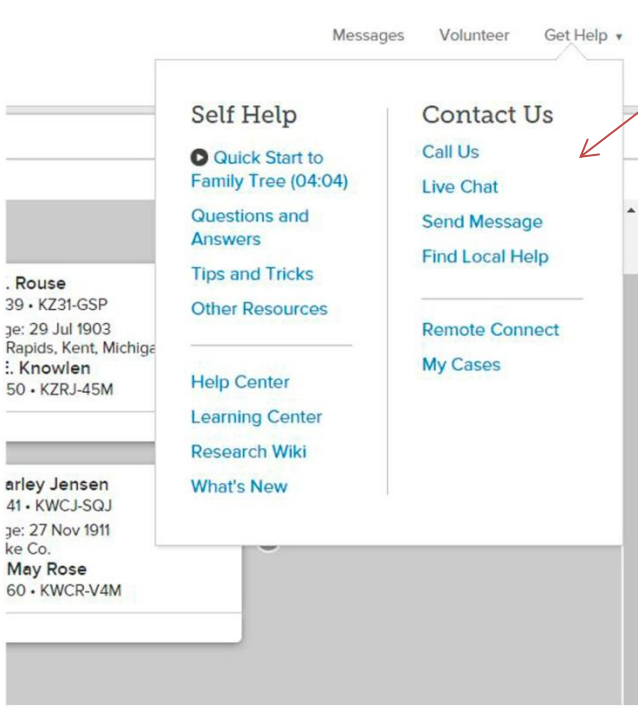 Messages Volunteer Get Help ▾
Self Help
Quick Start to
Family Tree (04:04)
Questions and
Answers
Tips and Tricks
Other Resources
Help Center
Learning Center
Research Wiki
What's New
Contact Us
Call Us
Live Chat
Send Message
Find Local Help
Remote Connect
My Cases
. Rouse
39 • KZ31-GSP
ge: 29 Jul 1903
Rapids, Kent, Michiga
E. Knowlen
50 • KZRJ-45M
arley Jensen
41 • KWCJ-SQJ
ge: 27 Nov 1911
ke Co.
May Rose
60 • KWCR-V4M